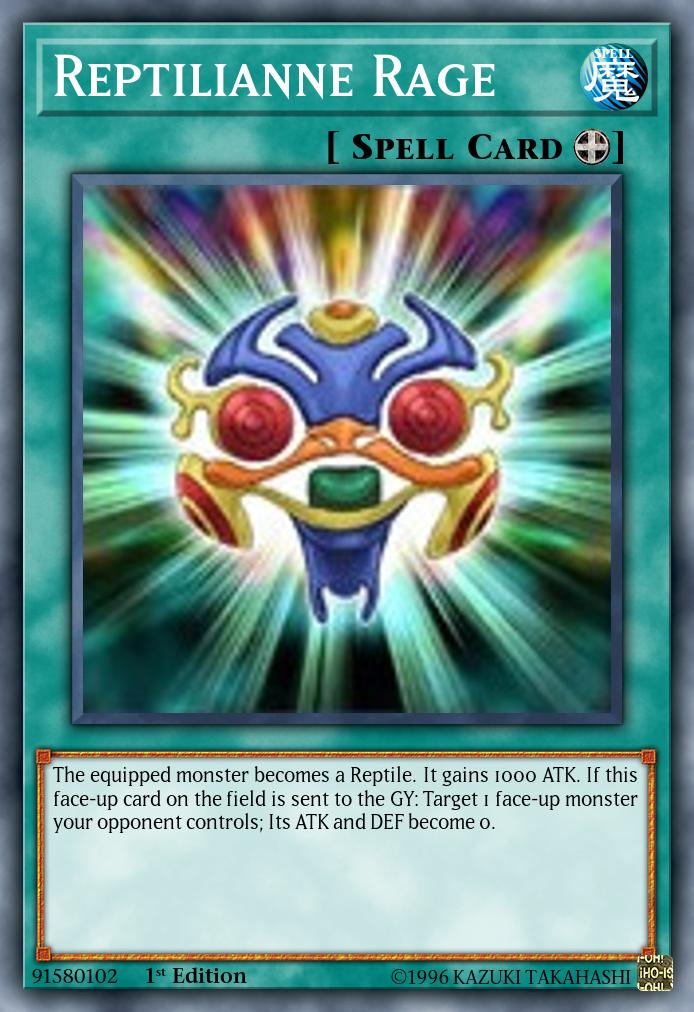 Reptilianne Rage
SPELL
魔
[ Spell Card ]
The equipped monster becomes a Reptile. It gains 1000 ATK. If this
face-up card on the field is sent to the GY: Target 1 face-up monster
your opponent controls; Its ATK and DEF become 0.
91580102 1st Edition ©1996 KAZUKI TAKAHASHI